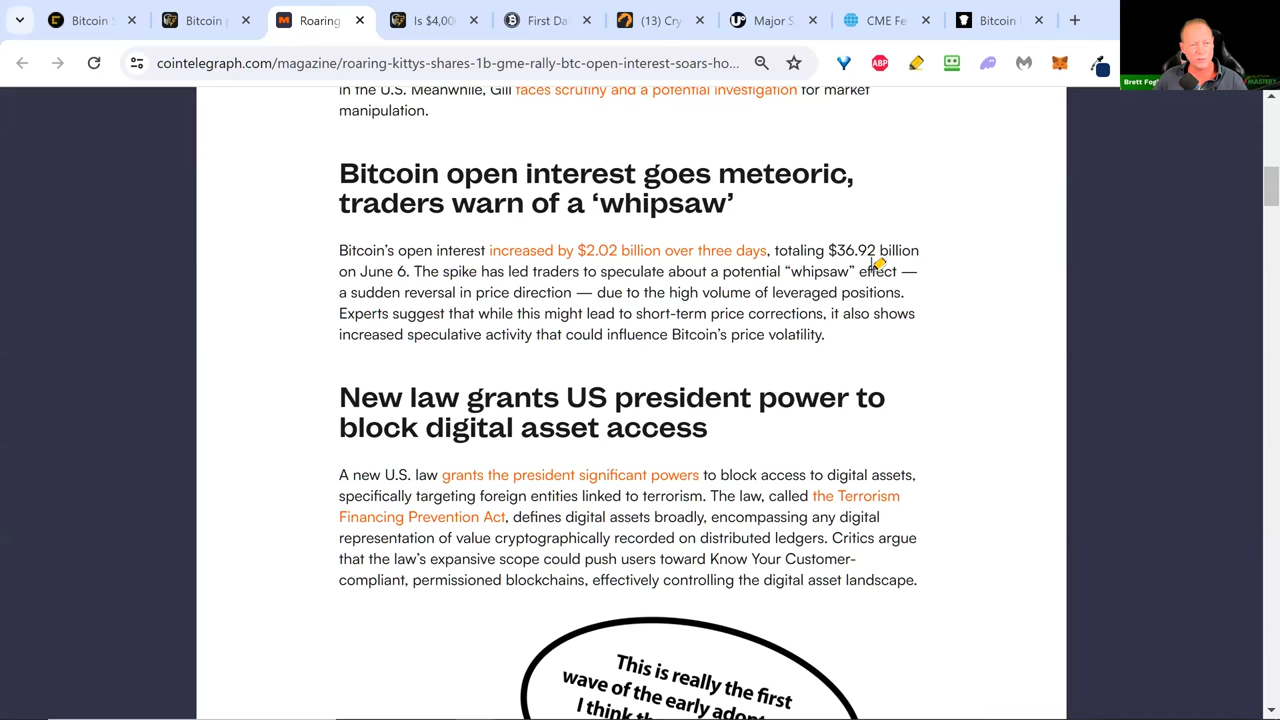 Bitcoin S
Bitcoin p
Roaring
Is $4,00
First Da
(13) Cry
Major S
CME Fe
Bitcoin
cointelegraph.com/magazine/roaring-kittys-shares-1b-gme-rally-btc-open-interest-soars-ho...
ABP
Brett Fog
MASTERY
in the U.S. Meanwhile, Gill faces scrutiny and a potential investigation for market
manipulation.
Bitcoin open interest goes meteoric,
traders warn of a ‘whipsaw’
Bitcoin’s open interest increased by $2.02 billion over three days, totaling $36.92 billion
on June 6. The spike has led traders to speculate about a potential “whipsaw” effect —
a sudden reversal in price direction — due to the high volume of leveraged positions.
Experts suggest that while this might lead to short-term price corrections, it also shows
increased speculative activity that could influence Bitcoin’s price volatility.
New law grants US president power to
block digital asset access
A new U.S. law grants the president significant powers to block access to digital assets,
specifically targeting foreign entities linked to terrorism. The law, called the Terrorism
Financing Prevention Act, defines digital assets broadly, encompassing any digital
representation of value cryptographically recorded on distributed ledgers. Critics argue
that the law’s expansive scope could push users toward Know Your Customer-
compliant, permissioned blockchains, effectively controlling the digital asset landscape.
This is really the first
wave of the early adopt
I think th